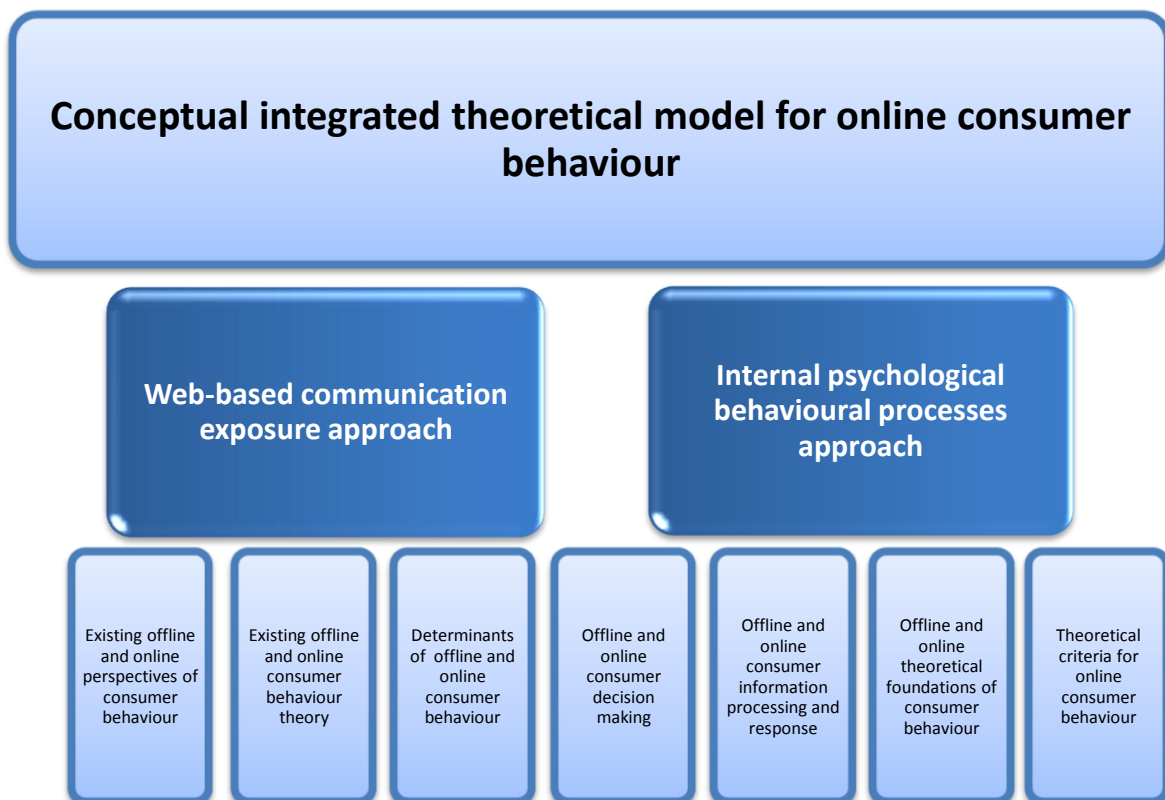 Conceptual integrated theoretical model for online consumer
behaviour
Web-based communication
exposure approach
Internal psychological
behavioural processes
approach
Existing offline
and online
perspectives of
consumer
behaviour
Existing offline
and online
consumer
behaviour
theory
Determinants
of offline and
online
consumer
behaviour
Offline and
online
consumer
decision
making
Offline and
online
consumer
information
processing and
response
Offline and
online
theoretical
foundations of
consumer
behaviour
Theoretical
criteria for
online
consumer
behaviour